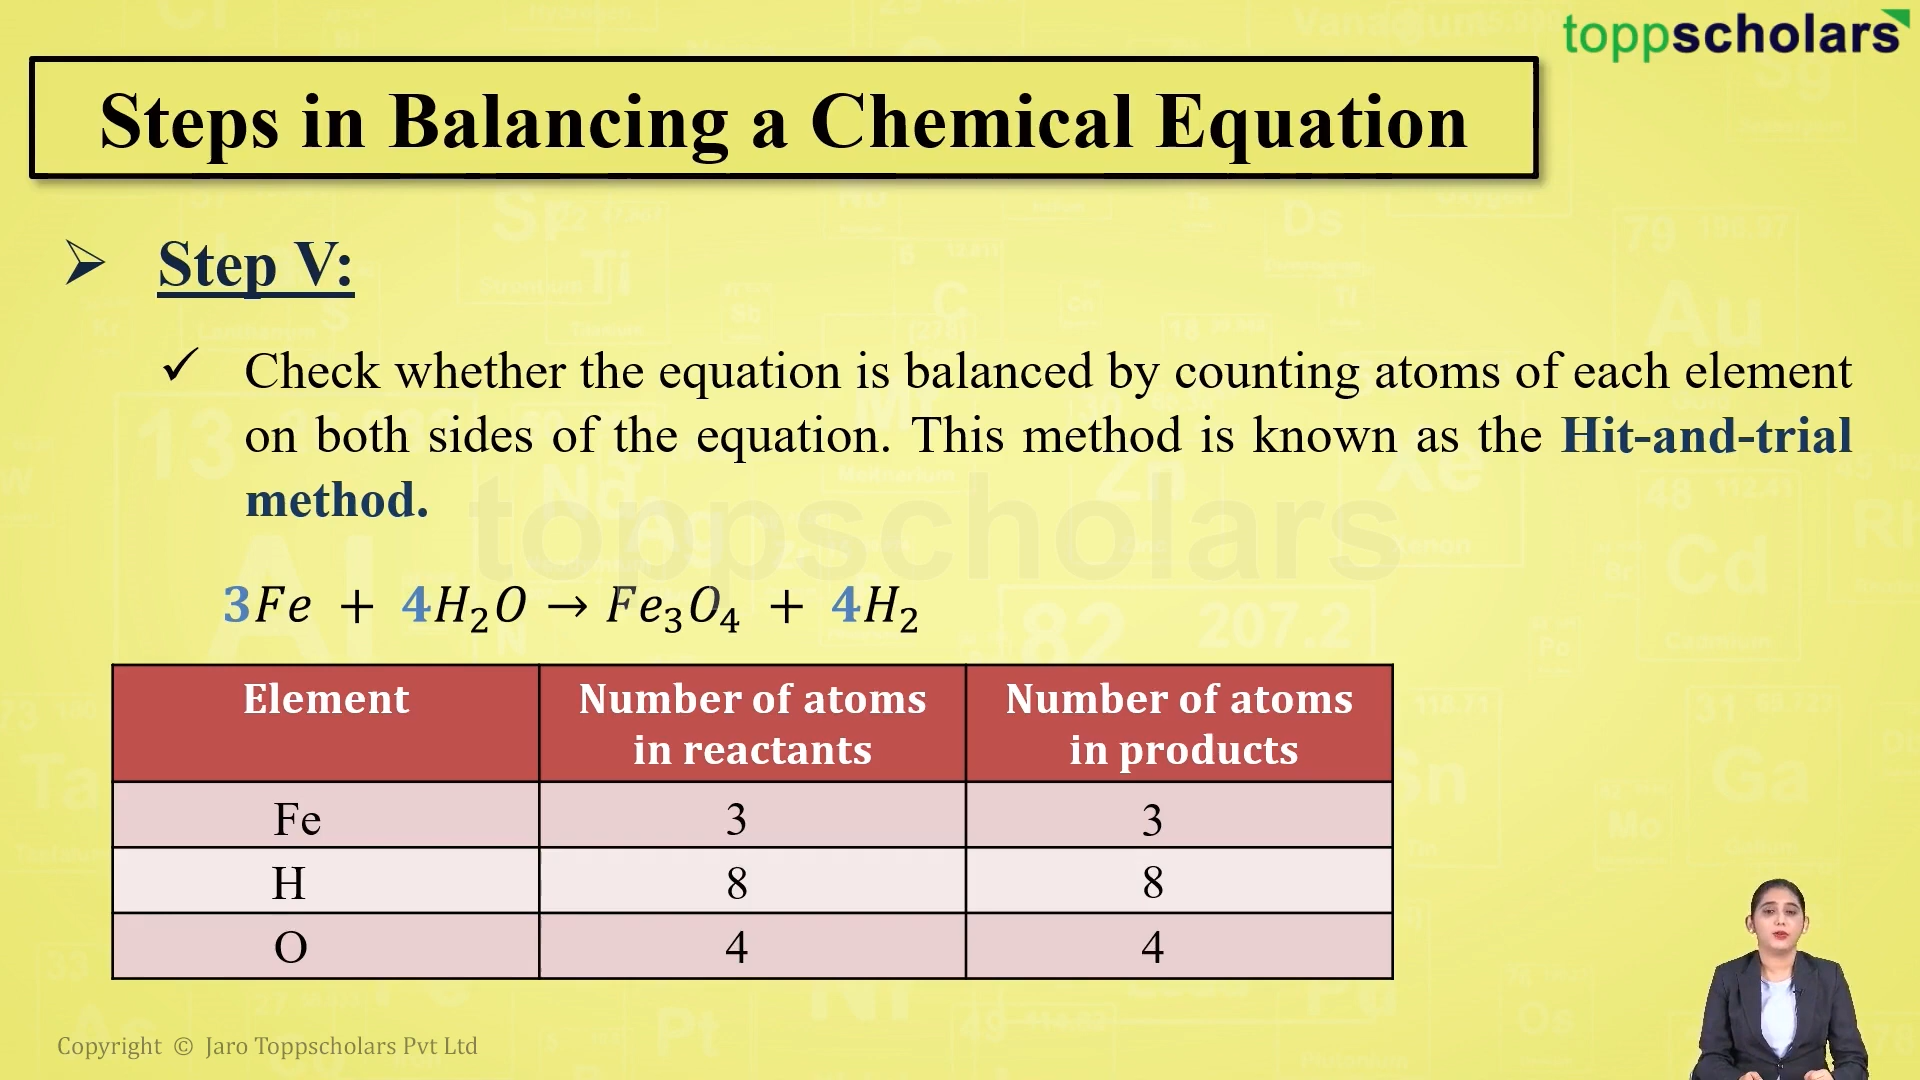 toppscholars
Steps in Balancing a Chemical Equation
➢ Step V:
✓ Check whether the equation is balanced by counting atoms of each element
on both sides of the equation. This method is known as the Hit-and-trial
method.
toppscholars
3Fe + 4H₂O → Fe₃O₄ + 4H₂
Element Number of atoms in reactants Number of atoms in products
Fe 3 3
H 8 8
O 4 4
Copyright © Jaro Toppscholars Pvt Ltd